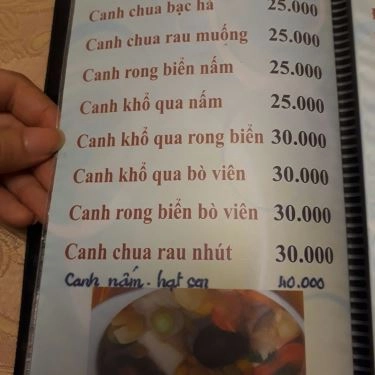 Canh chua bạc hà 25.000
Canh chua rau muống 25.000
Canh rong biển nấm 25.000
Canh khổ qua nấm 25.000
Canh khổ qua rong biển 30.000
Canh khổ qua bò viên 30.000
Canh rong biển bò viên 30.000
Canh chua rau nhút 30.000
Canh nấm - hạt sen 40.000